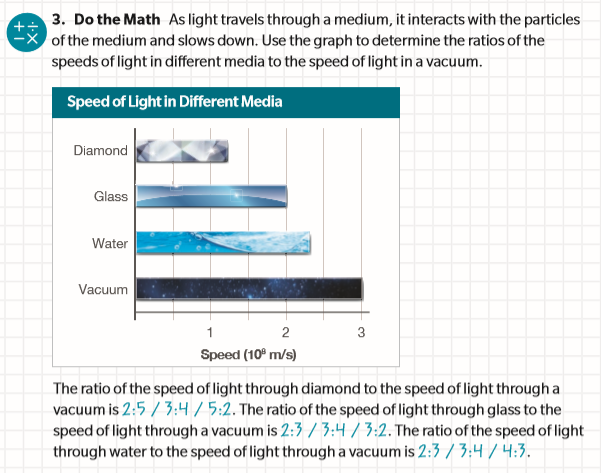 + ÷
− ×
3. Do the Math As light travels through a medium, it interacts with the particles
of the medium and slows down. Use the graph to determine the ratios of the
speeds of light in different media to the speed of light in a vacuum.
Speed of Light in Different Media
Diamond
Glass
Water
Vacuum
1 2 3
Speed (10⁸ m/s)
The ratio of the speed of light through diamond to the speed of light through a
vacuum is 2:5 / 3:4 / 5:2. The ratio of the speed of light through glass to the
speed of light through a vacuum is 2:3 / 3:4 / 3:2. The ratio of the speed of light
through water to the speed of light through a vacuum is 2:3 / 3:4 / 4:3.